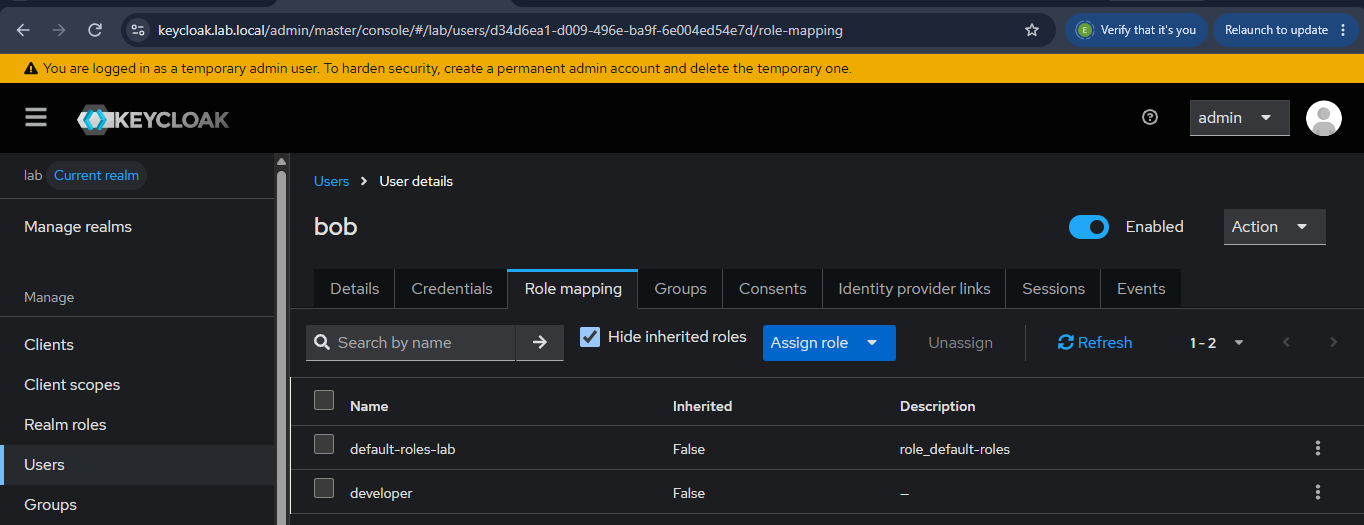 keycloak.lab.local/admin/master/console/#/lab/users/d34d6ea1-d009-496e-ba9f-6e004ed54e7d/role-mapping
E Verify that it's you
Relaunch to update
You are logged in as a temporary admin user. To harden security, create a permanent admin account and delete the temporary one.
KEYCLOAK
admin
lab Current realm
Manage realms
Manage
Clients
Client scopes
Realm roles
Users
Groups
Users User details
bob
Enabled
Action
Details Credentials Role mapping Groups Consents Identity provider links Sessions Events
Search by name Hide inherited roles Assign role Unassign Refresh 1 - 2
Name Inherited Description
default-roles-lab False role_default-roles
developer False –